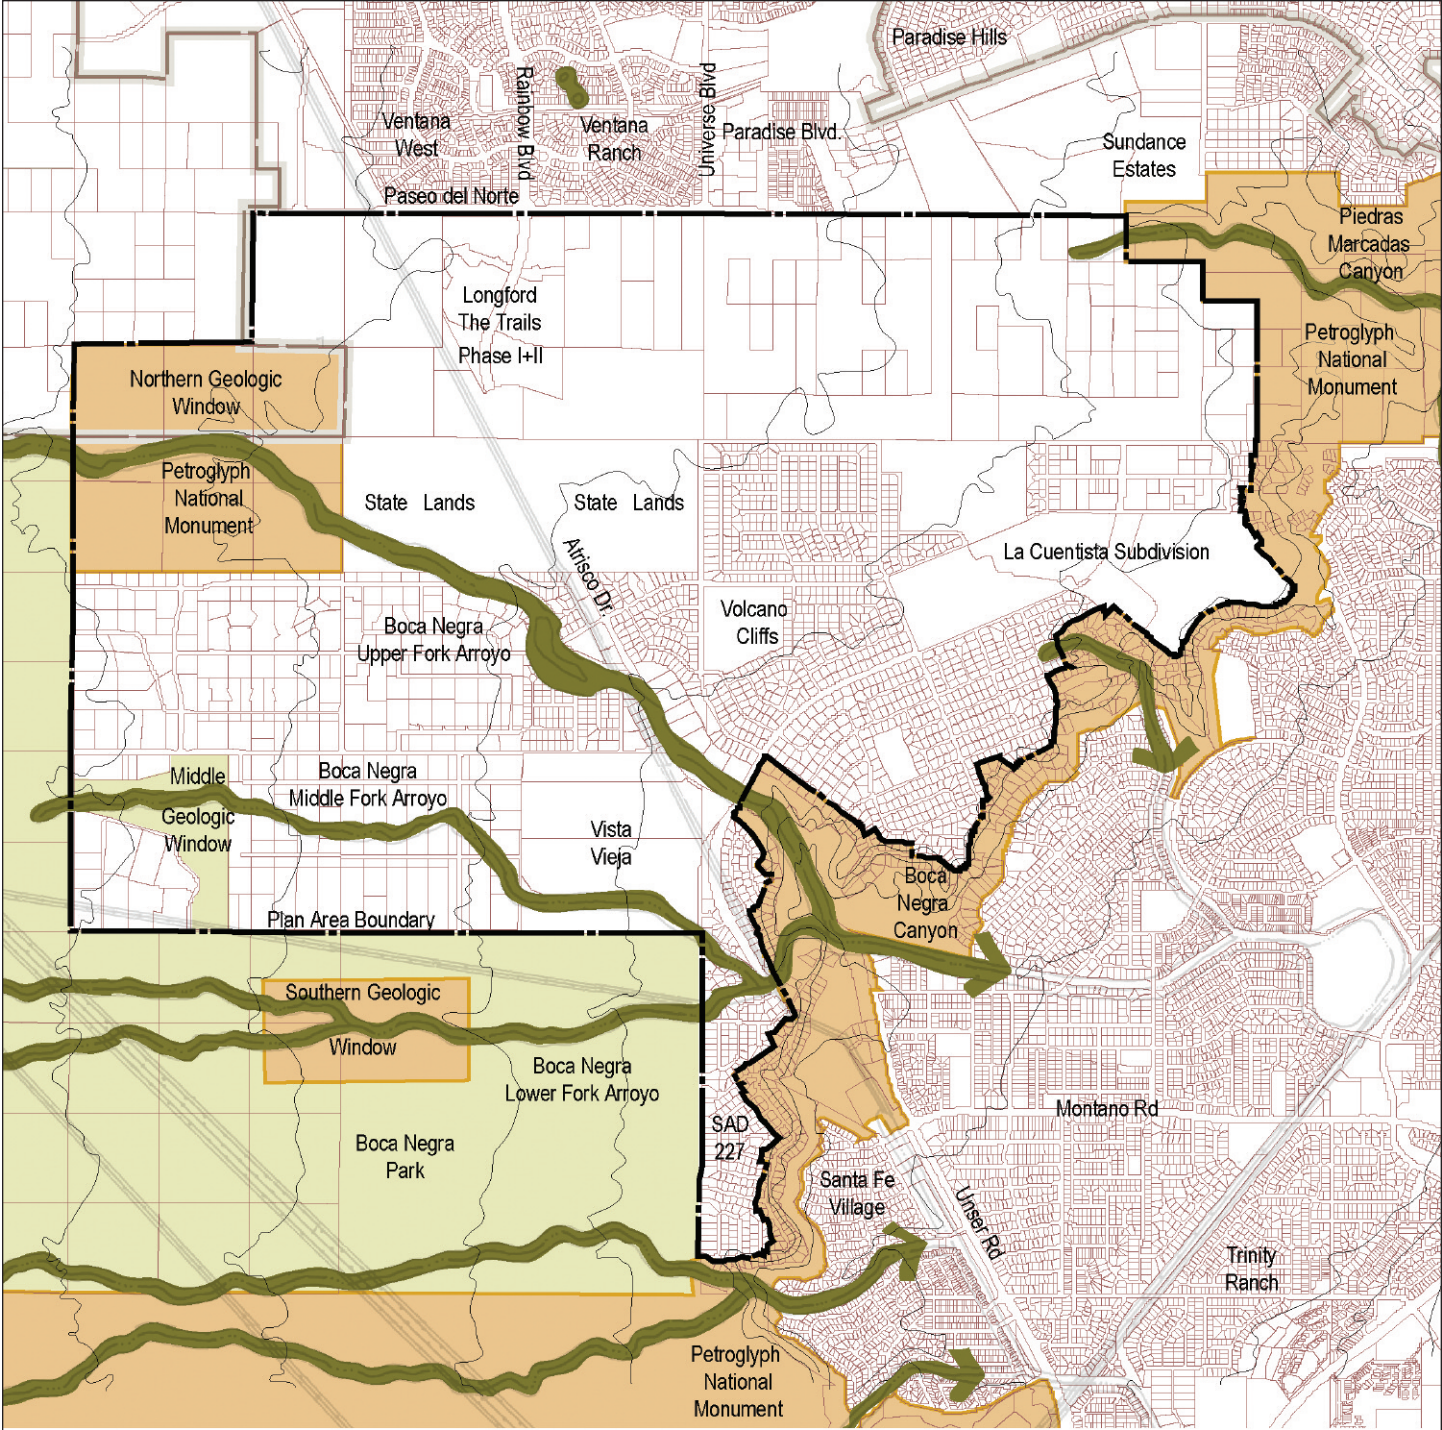 Paradise Hills
Rainbow Blvd
Universe Blvd
Ventana
West
Ventana
Ranch
Paradise Blvd.
Sundance
Estates
Paseo del Norte
Piedras
Marcadas
Canyon
Longford
The Trails
Phase I+II
Petroglyph
National
Monument
Northern Geologic
Window
Petroglyph
National
Monument
State Lands
State Lands
Atrisco Dr.
La Cuentista Subdivision
Volcano
Cliffs
Boca Negra
Upper Fork Arroyo
Middle
Geologic
Window
Boca Negra
Middle Fork Arroyo
Vista
Vieja
Boca
Negra
Canyon
Plan Area Boundary
Southern Geologic
Window
Boca Negra
Lower Fork Arroyo
Montano Rd
SAD
227
Boca Negra
Park
Santa Fe
Village
Unser Rd
Trinity
Ranch
Petroglyph
National
Monument